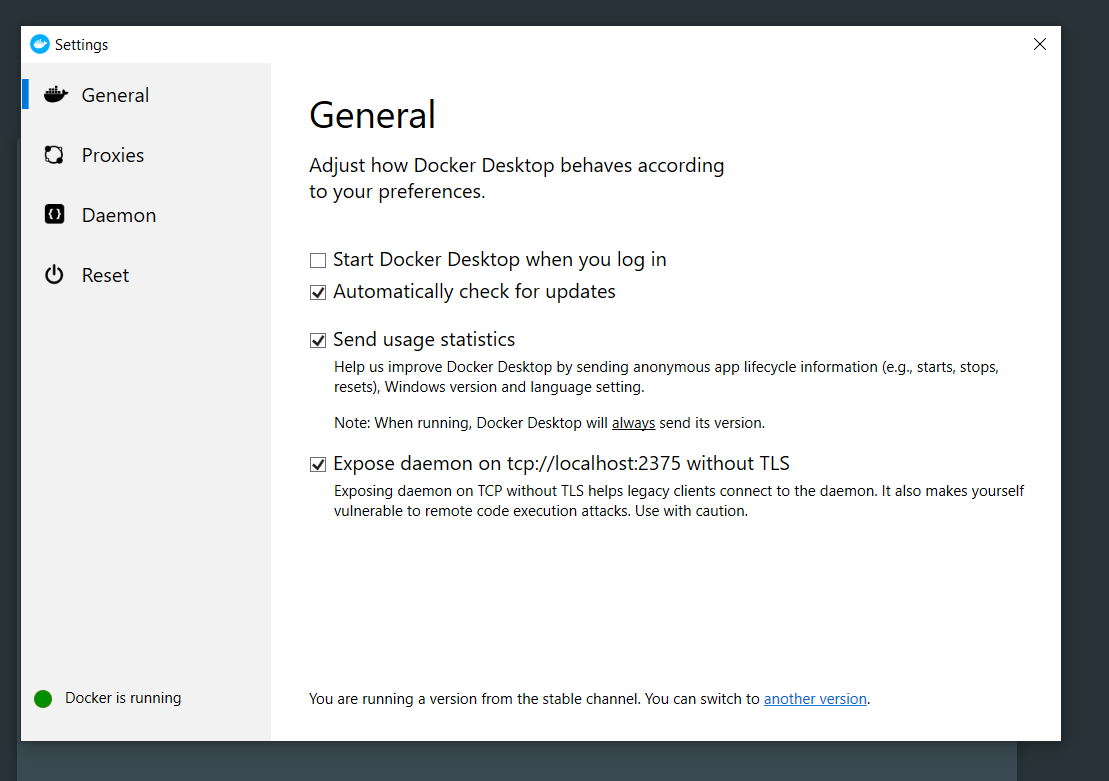 Settings
General
Proxies
Daemon
Reset
General
Adjust how Docker Desktop behaves according
to your preferences.
Start Docker Desktop when you log in
Automatically check for updates
Send usage statistics
Help us improve Docker Desktop by sending anonymous app lifecycle information (e.g., starts, stops,
resets), Windows version and language setting.
Note: When running, Docker Desktop will always send its version.
Expose daemon on tcp://localhost:2375 without TLS
Exposing daemon on TCP without TLS helps legacy clients connect to the daemon. It also makes yourself
vulnerable to remote code execution attacks. Use with caution.
Docker is running
You are running a version from the stable channel. You can switch to another version.